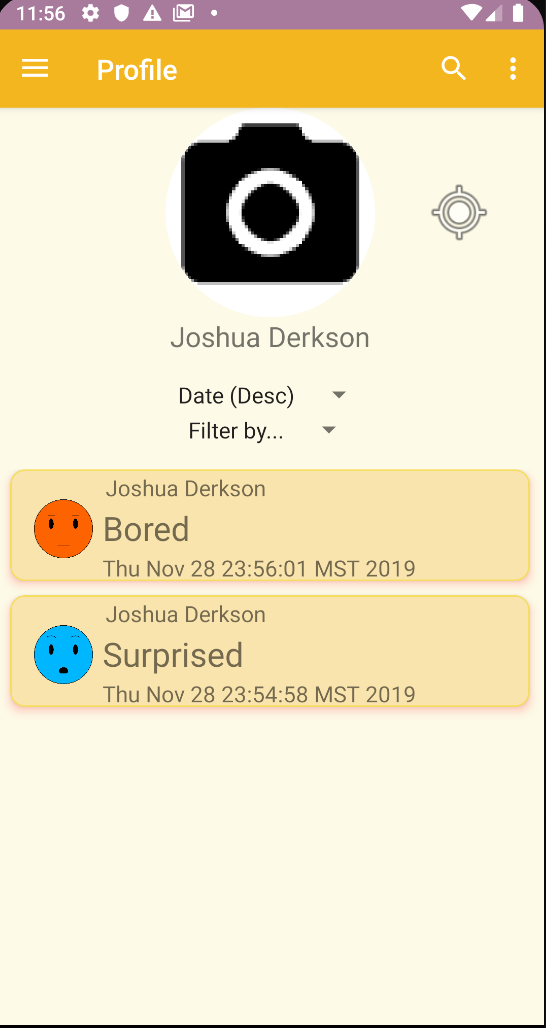 11:56
Profile
Joshua Derkson
Date (Desc)
Filter by...
Joshua Derkson
Bored
Thu Nov 28 23:56:01 MST 2019
Joshua Derkson
Surprised
Thu Nov 28 23:54:58 MST 2019